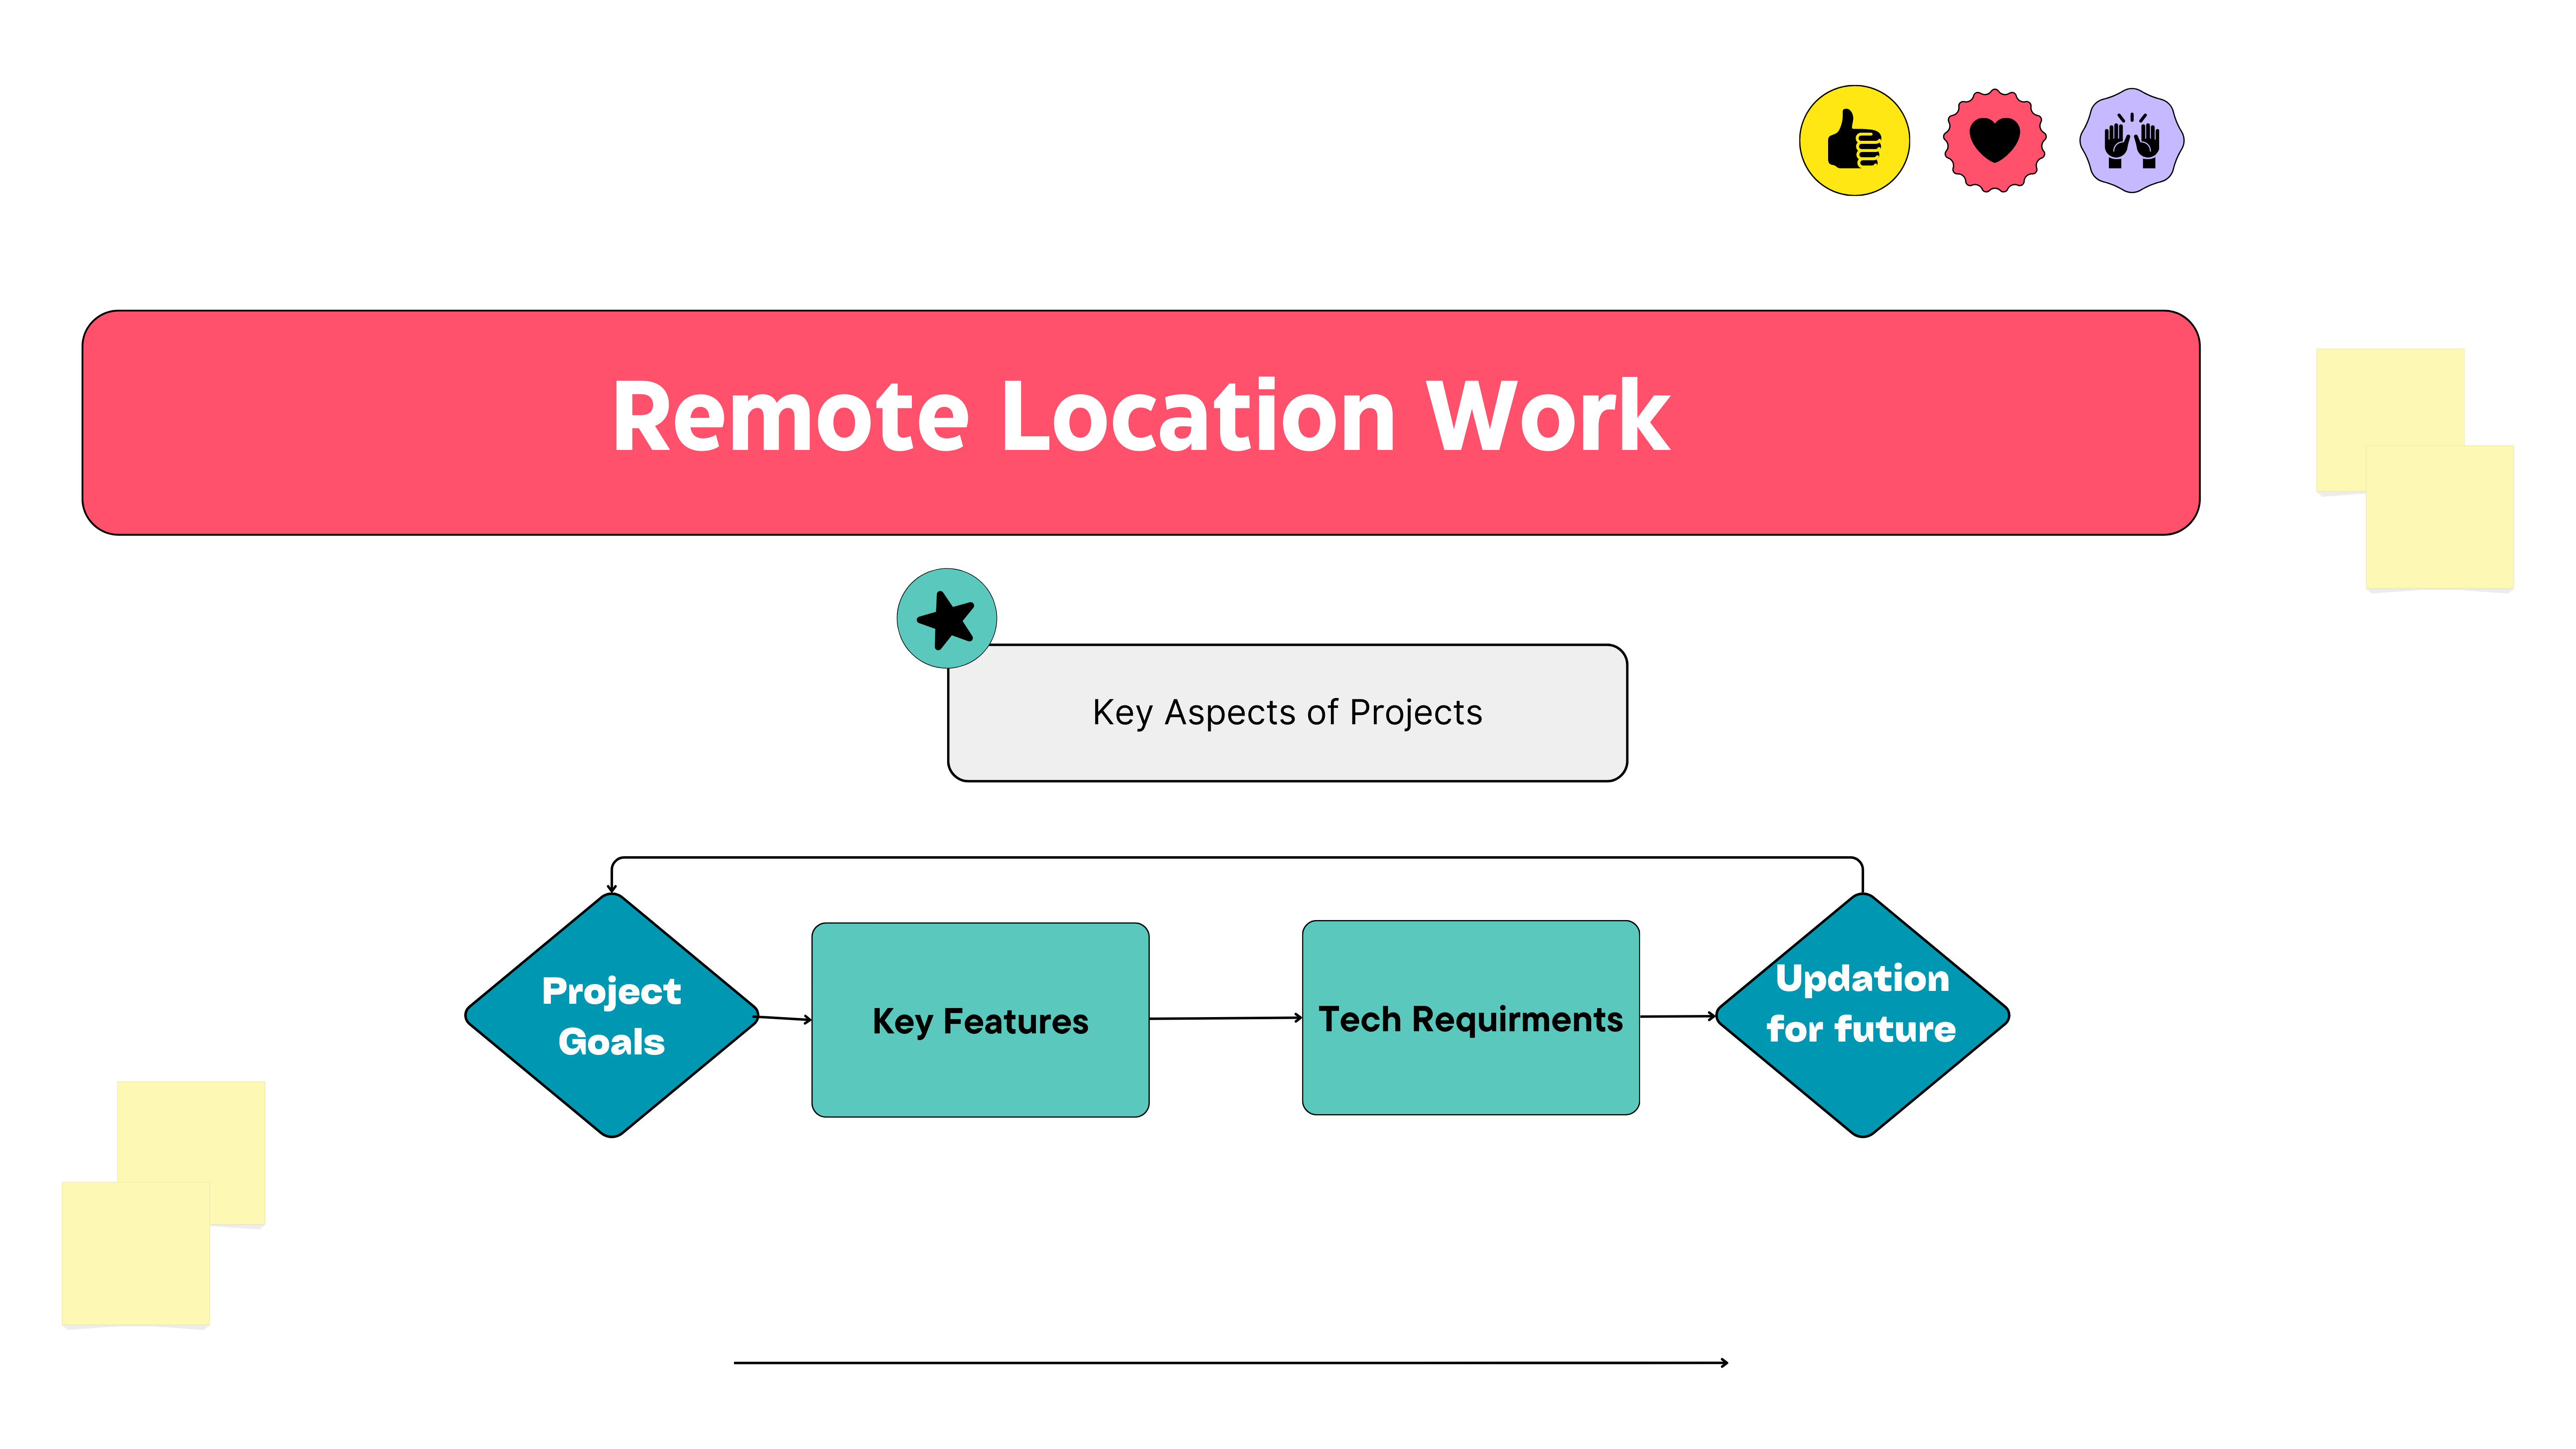 Remote Location Work
Key Aspects of Projects
Project
Goals
Key Features
Tech Requirments
Updation
for future